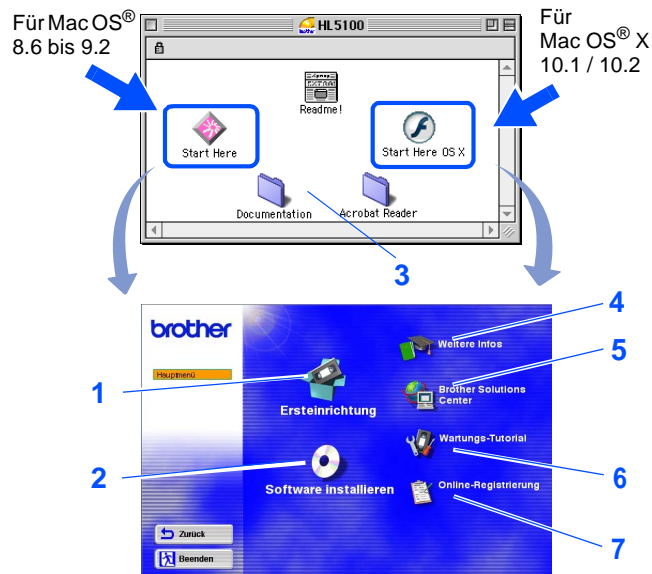 Für Mac OS®
8.6 bis 9.2
Für
Mac OS® X
10.1 / 10.2
brother
HL5100
Readme!
Start Here
Start Here OS X
Documentation
Acrobat Reader
3
brother
Hauptmenü
1
Ersteinrichtung
2
Software installieren
4
Weitere Infos
5
Brother Solutions
Center
Wartungs-Tutorial
6
Online-Registrierung
7
Zurück
Beenden